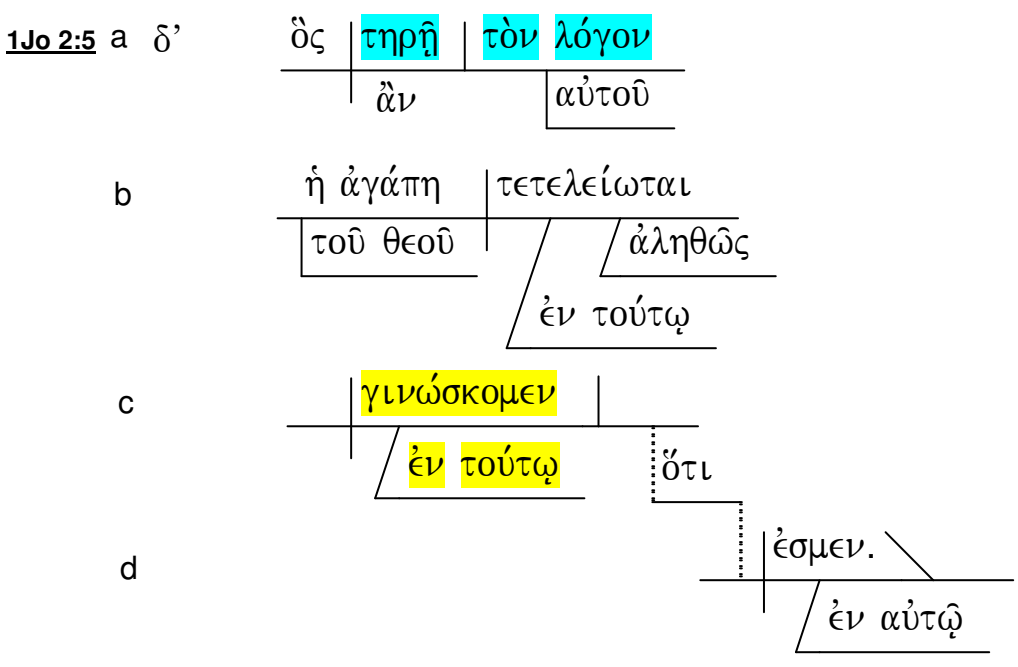 1Jo 2:5 a δ’ ὃς τηρῇ τὸν λόγον
ἂν αὐτοῦ
b ἡ ἀγάπη τετελείωται
τοῦ θεοῦ ἀληθῶς
ἐν τούτῳ
c γινώσκομεν
ἐν τούτῳ ὅτι
d ἐσμεν.
ἐν αὐτῷ